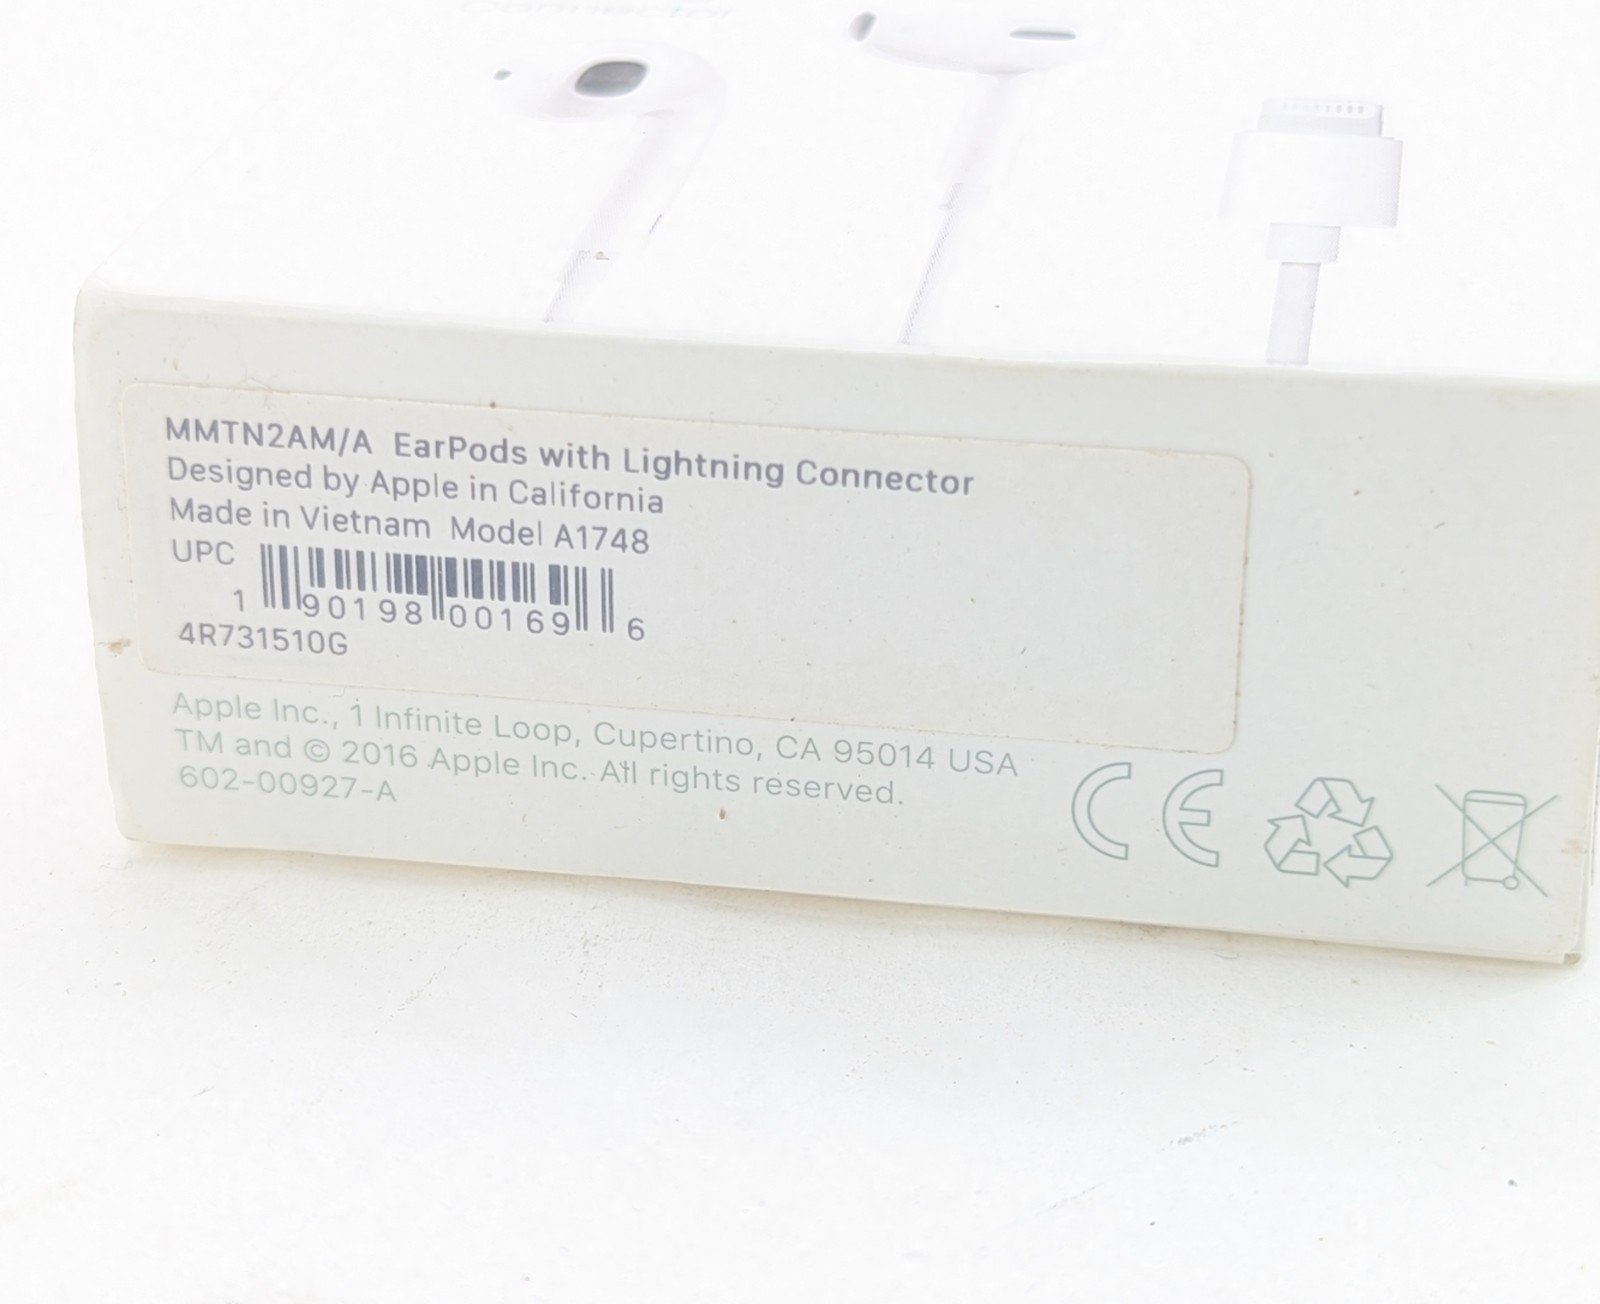 Connector
MMTN2AM/A EarPods with Lightning Connector
Designed by Apple in California
Made in Vietnam Model A1748
UPC
1 90198 00169 6
4R731510G
Apple Inc., 1 Infinite Loop, Cupertino, CA 95014 USA
TM and © 2016 Apple Inc. All rights reserved.
602-00927-A
CE